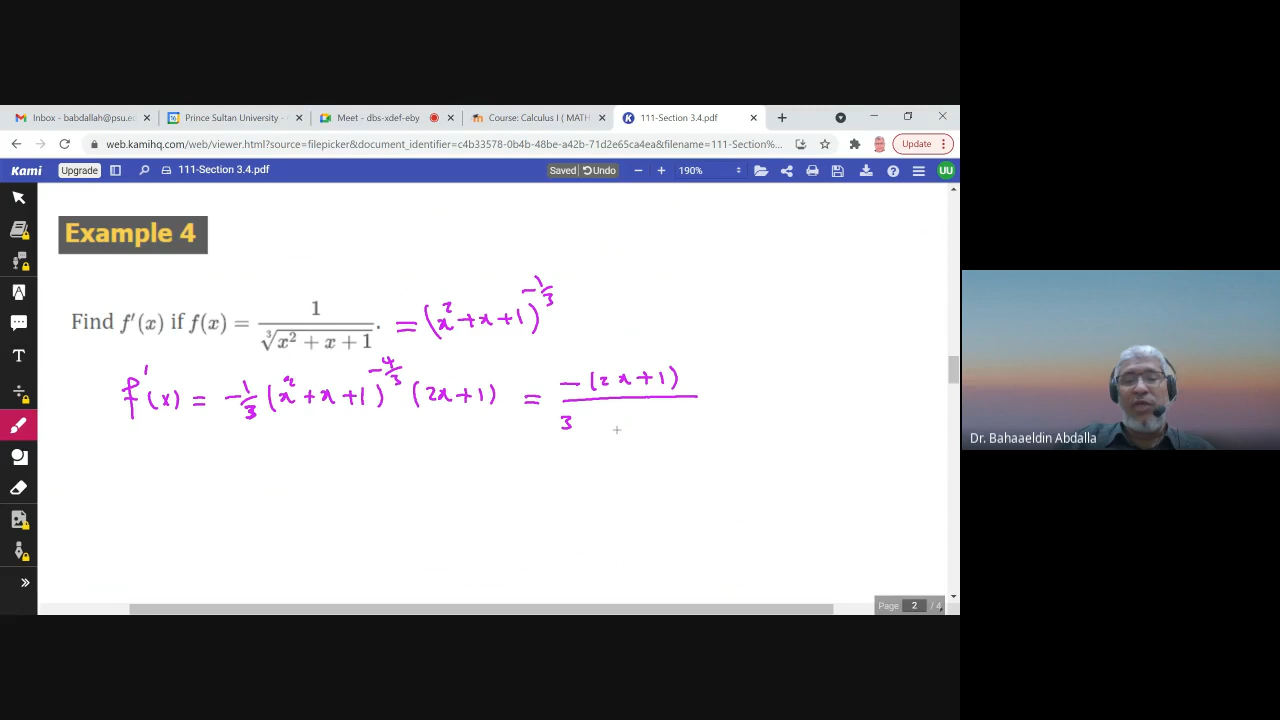 Inbox - babdallah@psu.e
Prince Sultan University -
Meet - dbs-xdef-eby
Course: Calculus I ( MATH
111-Section 3.4.pdf
web.kamihq.com/web/viewer.html?source=filepicker&document_identifier=c4b33578-0b4b-48be-a42b-71d2e65ca4ea&filename=111-Section%...
Update
Kami
Upgrade
111-Section 3.4.pdf
Saved
Undo
190%
UU
Example 4
Find f′(x) if f(x) = 1/∛(x² + x + 1). = (x² + x + 1)^(-1/3)
f'(x) = -1/3 (x² + x + 1)^(-4/3) (2x + 1) = -(2x + 1)/3
Page 2 / 4
Dr. Bahaaeldin Abdalla